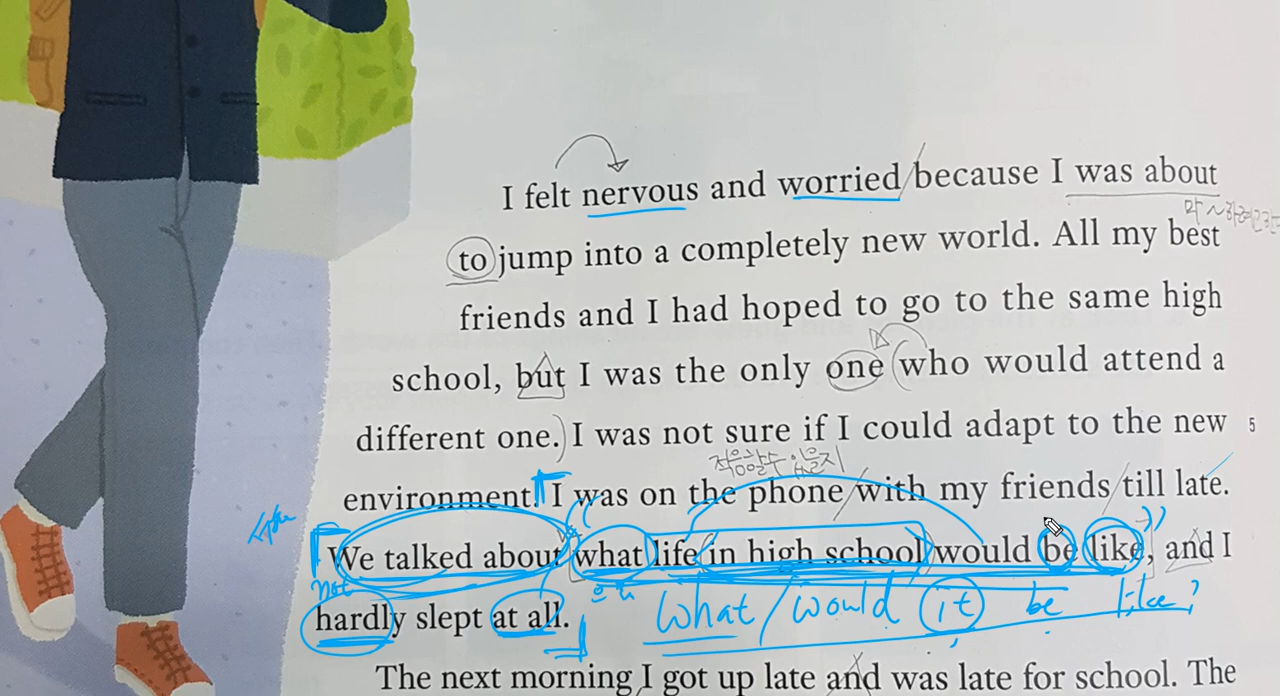 I felt nervous and worried because I was about
막 ~하려고 한
to jump into a completely new world. All my best
friends and I had hoped to go to the same high
school, but I was the only one who would attend a
different one. I was not sure if I could adapt to the new 5
적응할 수 있을지
environment. I was on the phone with my friends till late.
We talked about what life in high school would be like, and I
not
hardly slept at all.
What / would it be like?
The next morning I got up late and was late for school. The